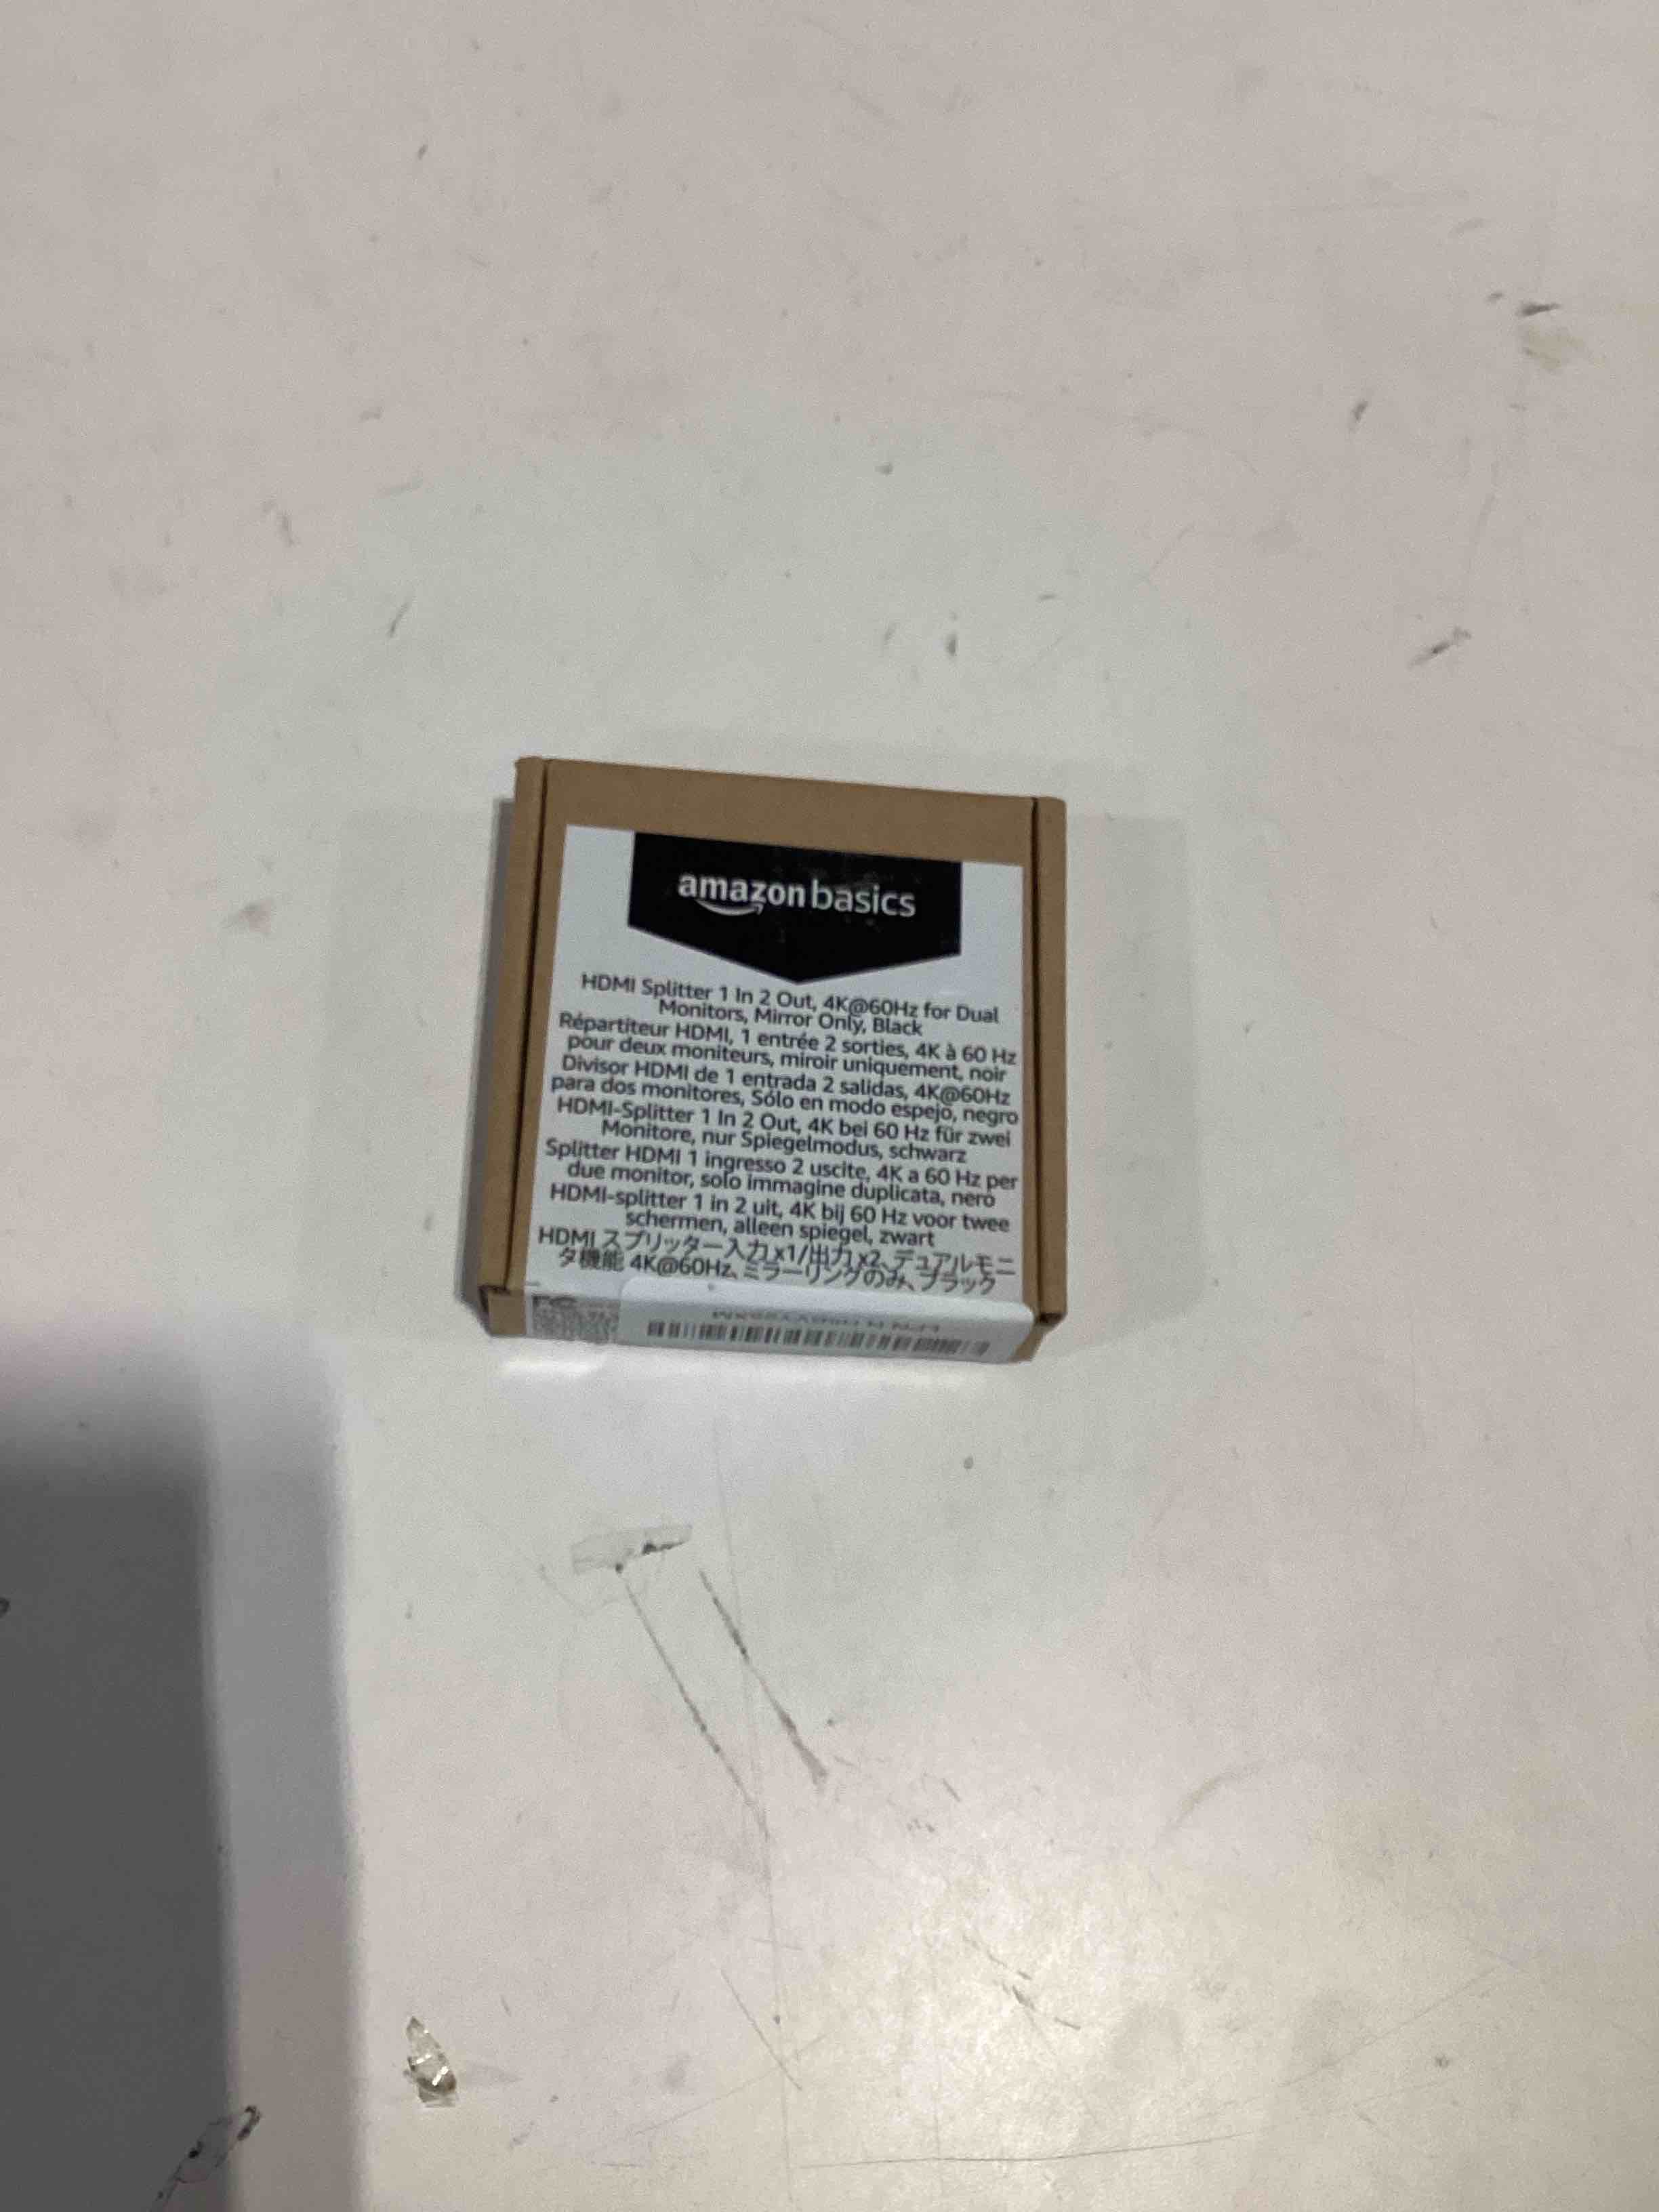 amazonbasics
HDMI Splitter 1 In 2 Out, 4K@60Hz for Dual
Monitors, Mirror Only, Black
Répartiteur HDMI, 1 entrée 2 sorties, 4K à 60 Hz
pour deux moniteurs, miroir uniquement, noir
Divisor HDMI de 1 entrada 2 salidas, 4K@60Hz
para dos monitores, Sólo en modo espejo, negro
HDMI-Splitter 1 In 2 Out, 4K bei 60 Hz für zwei
Monitore, nur Spiegelmodus, schwarz
Splitter HDMI 1 ingresso 2 uscite, 4K a 60 Hz per
due monitor, solo immagine duplicata, nero
HDMI-splitter 1 in 2 uit, 4K bij 60 Hz voor twee
schermen, alleen spiegel, zwart
HDMI スプリッター入力x1/出力x2、デュアルモニ
タ機能 4K@60Hz、ミラーリングのみ、ブラック